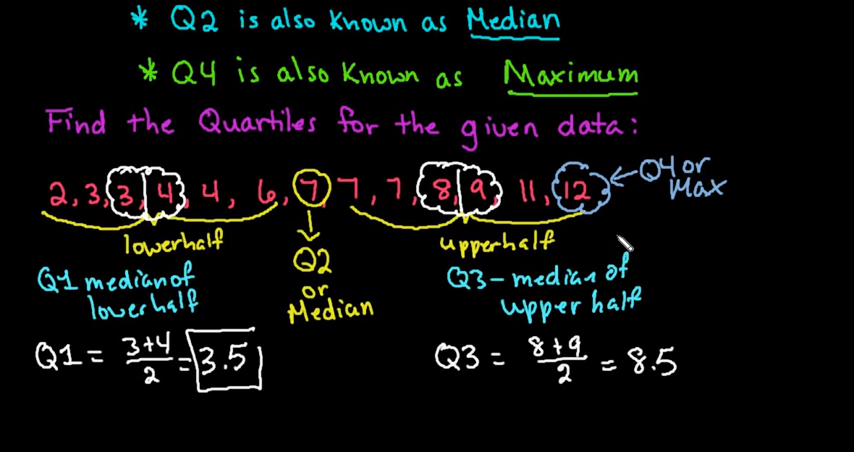 * Q2 is also Known as Median
* Q4 is also Known as Maximum
Find the Quartiles for the given data:
2, 3, 3, 4, 4, 6, 7, 7, 7, 8, 9, 11, 12
Q4 or
Max
lowerhalf
upperhalf
Q2
or
Median
Q1 median of
lowerhalf
Q3 - median of
upper half
Q1 = 3+4/2 = 3.5
Q3 = 8+9/2 = 8.5